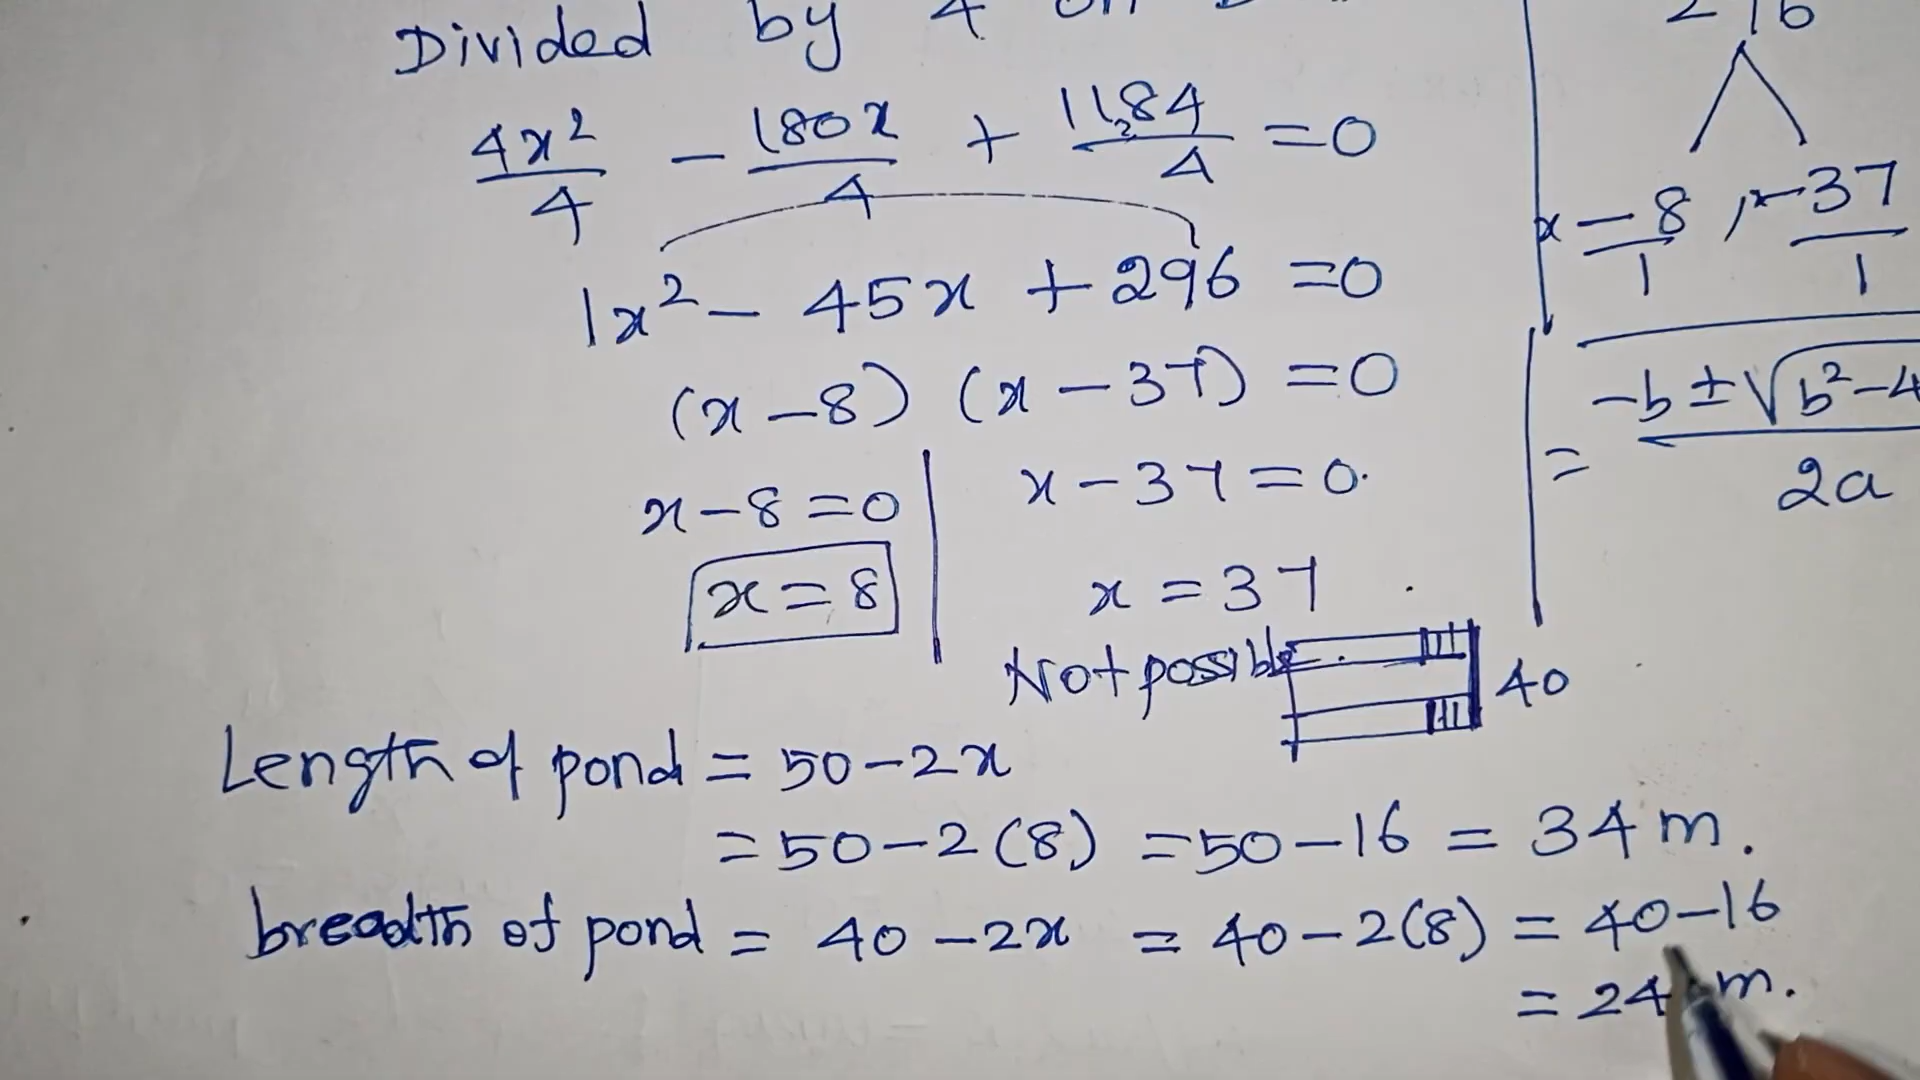 Divided by 4 on
4x²/4 - 180x/4 + 1184/4 = 0
1x² - 45x + 296 = 0
(x - 8) (x - 37) = 0
x - 8 = 0
x = 8
x - 37 = 0.
x = 37
Not possible
40
Length of pond = 50 - 2x
= 50 - 2(8) = 50 - 16 = 34 m.
breadth of pond = 40 - 2x = 40 - 2(8) = 40 - 16
= 24 m.
x - 8/1 , x - 37/1
= -b ± √b² - 4 / 2a